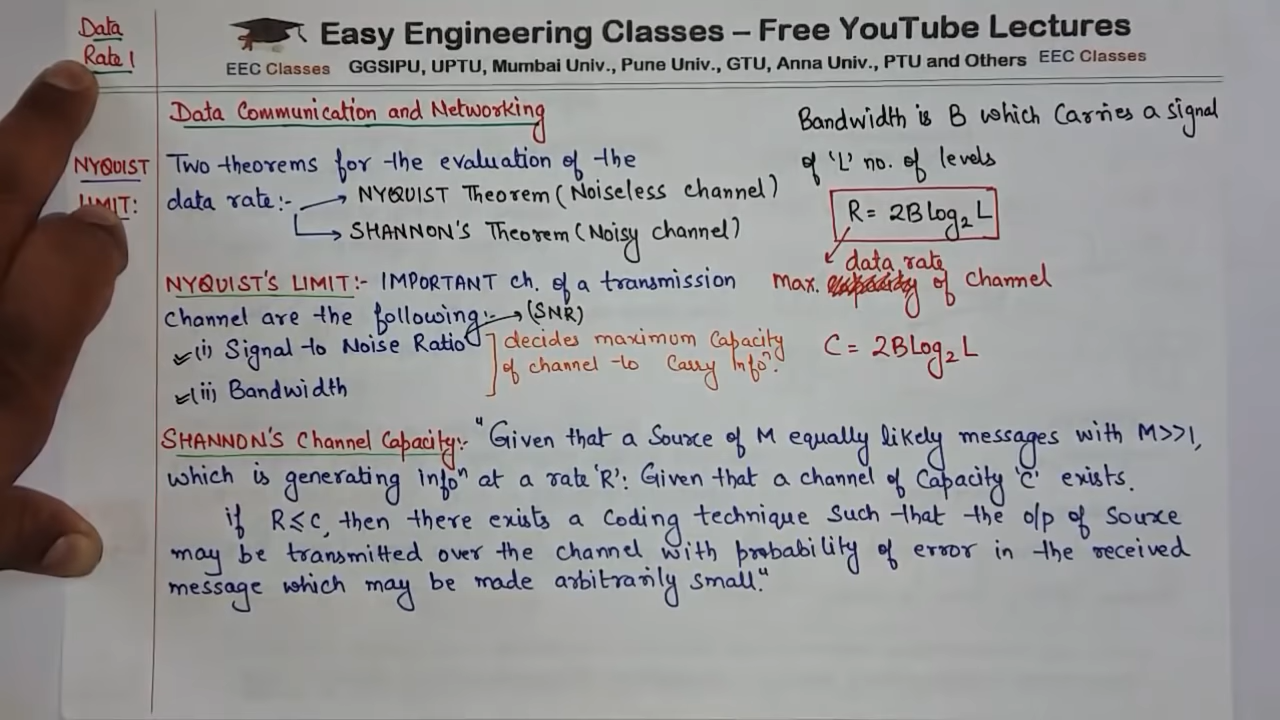 Data
Rate 1
Easy Engineering Classes – Free YouTube Lectures
EEC Classes GGSIPU, UPTU, Mumbai Univ., Pune Univ., GTU, Anna Univ., PTU and Others EEC Classes
Data Communication and Networking
NYQUIST
LIMIT:
Two theorems for the evaluation of the
data rate:-
NYQUIST Theorem (Noiseless channel)
SHANNON'S Theorem (Noisy channel)
NYQUIST'S LIMIT:- IMPORTANT ch. of a transmission
channel are the following:-
(SNR)
(i) Signal to Noise Ratio
(ii) Bandwidth
decides maximum capacity
of channel to carry Infoⁿ.
Bandwidth is B which carries a signal
of 'L' no. of levels
R = 2B log₂ L
data rate
max. of channel
C = 2B Log₂ L
SHANNON'S Channel Capacity:- "Given that a Source of M equally likely messages with M>>1,
which is generating infoⁿ at a rate 'R': Given that a channel of Capacity 'C' exists.
if R≤C, then there exists a coding technique such that the o/p of source
may be transmitted over the channel with probability of error in the received
message which may be made arbitrarily small."